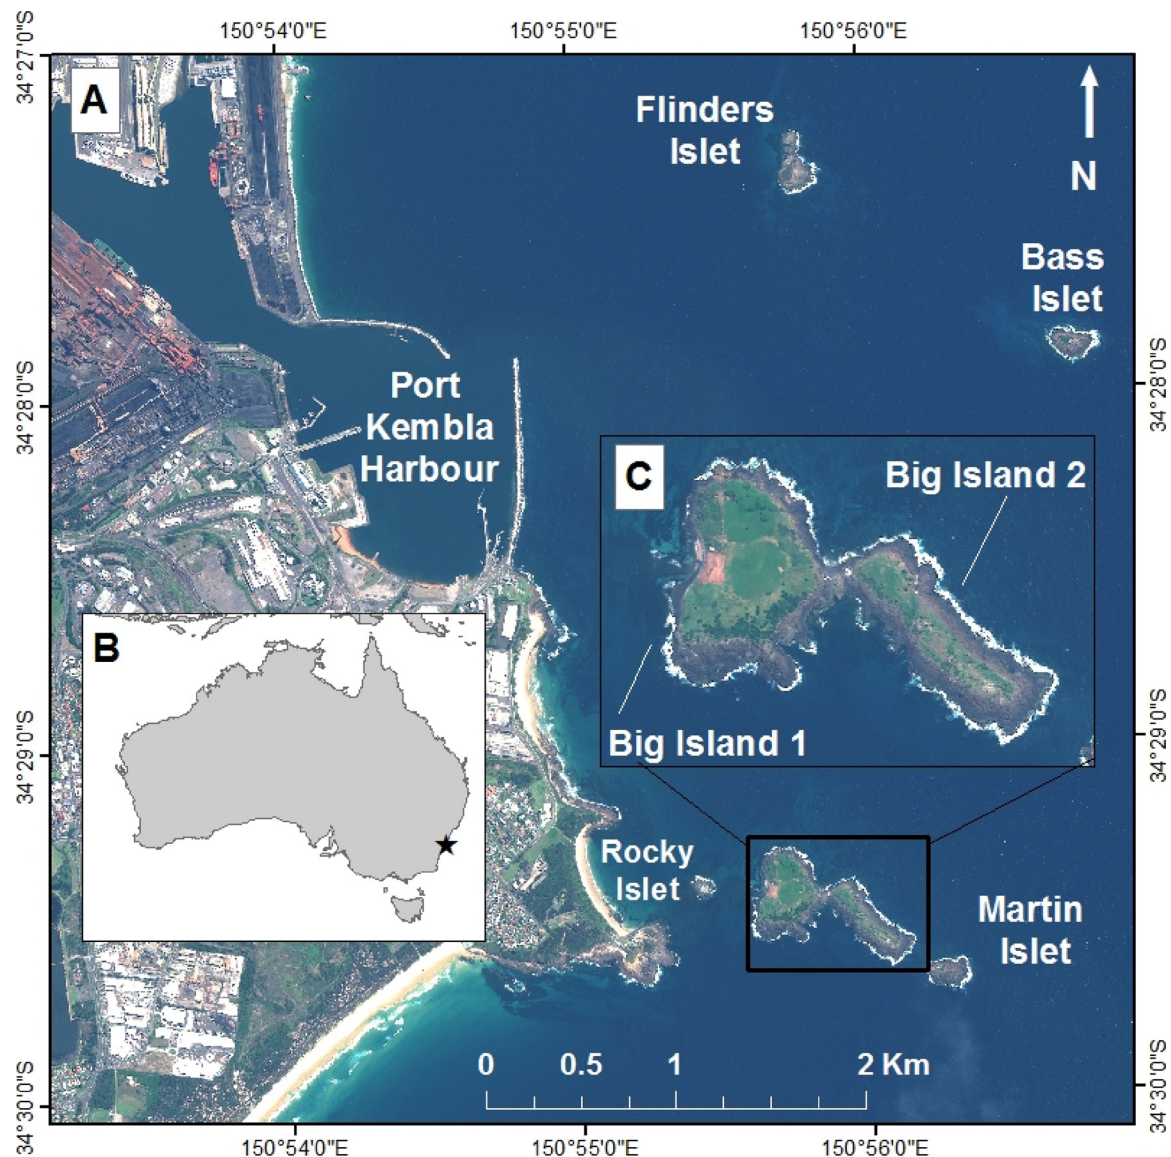 150°54'0"E
150°55'0"E
150°56'0"E
34°27'0"S
A
Flinders
Islet
N
Bass
Islet
34°28'0"S
34°28'0"S
Port
Kembla
Harbour
C
Big Island 2
Big Island 1
B
34°29'0"S
34°29'0"S
Rocky
Islet
Martin
Islet
0 0.5 1 2 Km
34°30'0"S
34°30'0"S
150°54'0"E
150°55'0"E
150°56'0"E